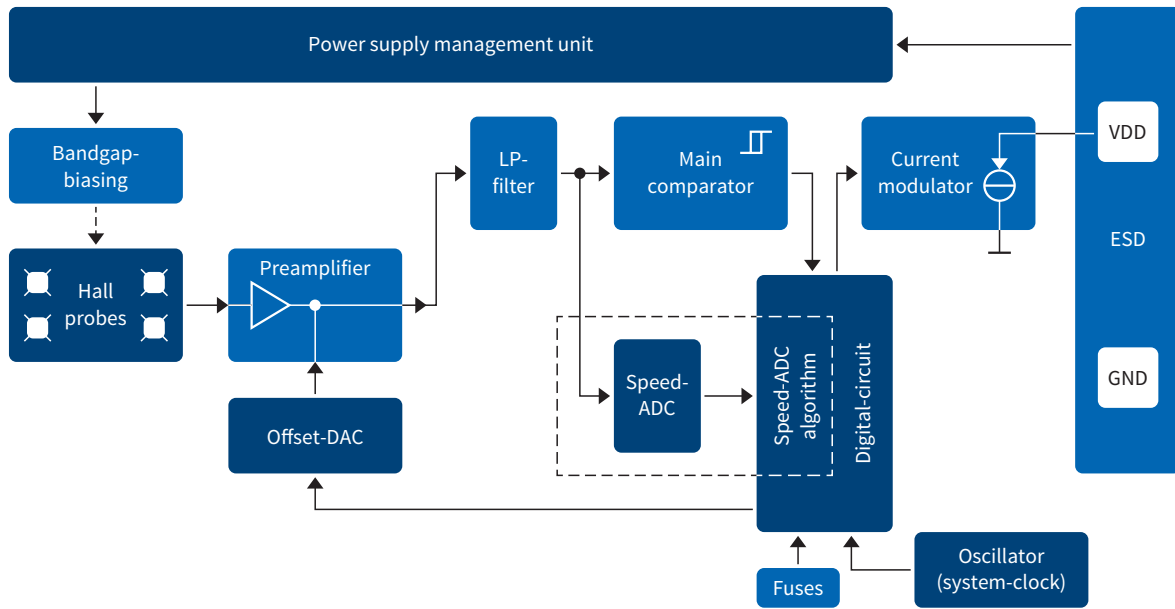 Power supply management unit
Bandgap-
biasing
LP-
filter
Main
comparator
Current
modulator
VDD
ESD
GND
Hall
probes
Preamplifier
Speed-
ADC
Speed-ADC
algorithm
Digital-circuit
Offset-DAC
Fuses
Oscillator
(system-clock)